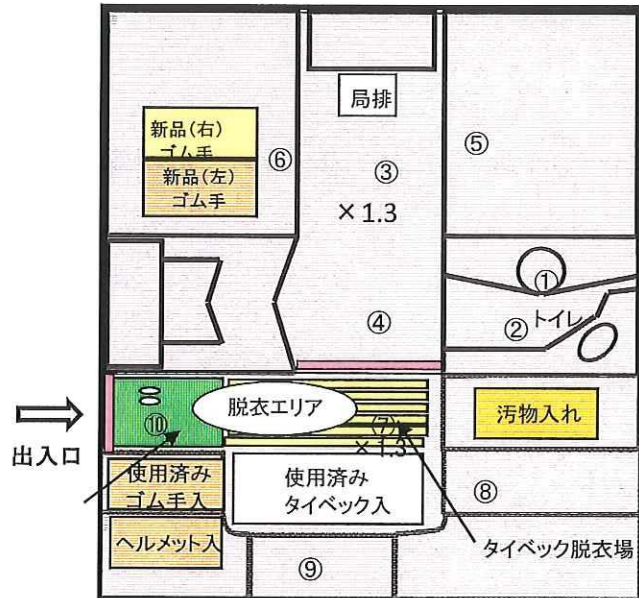 局排
新品(右)
ゴム手
新品(左)
ゴム手
⑥
③
× 1.3
⑤
①
② トイレ
④
出入口
⑩
脱衣エリア
⑦
× 1.3
汚物入れ
使用済み
ゴム手入
使用済み
タイベック入
⑧
ヘルメット入
⑨
タイベック脱衣場